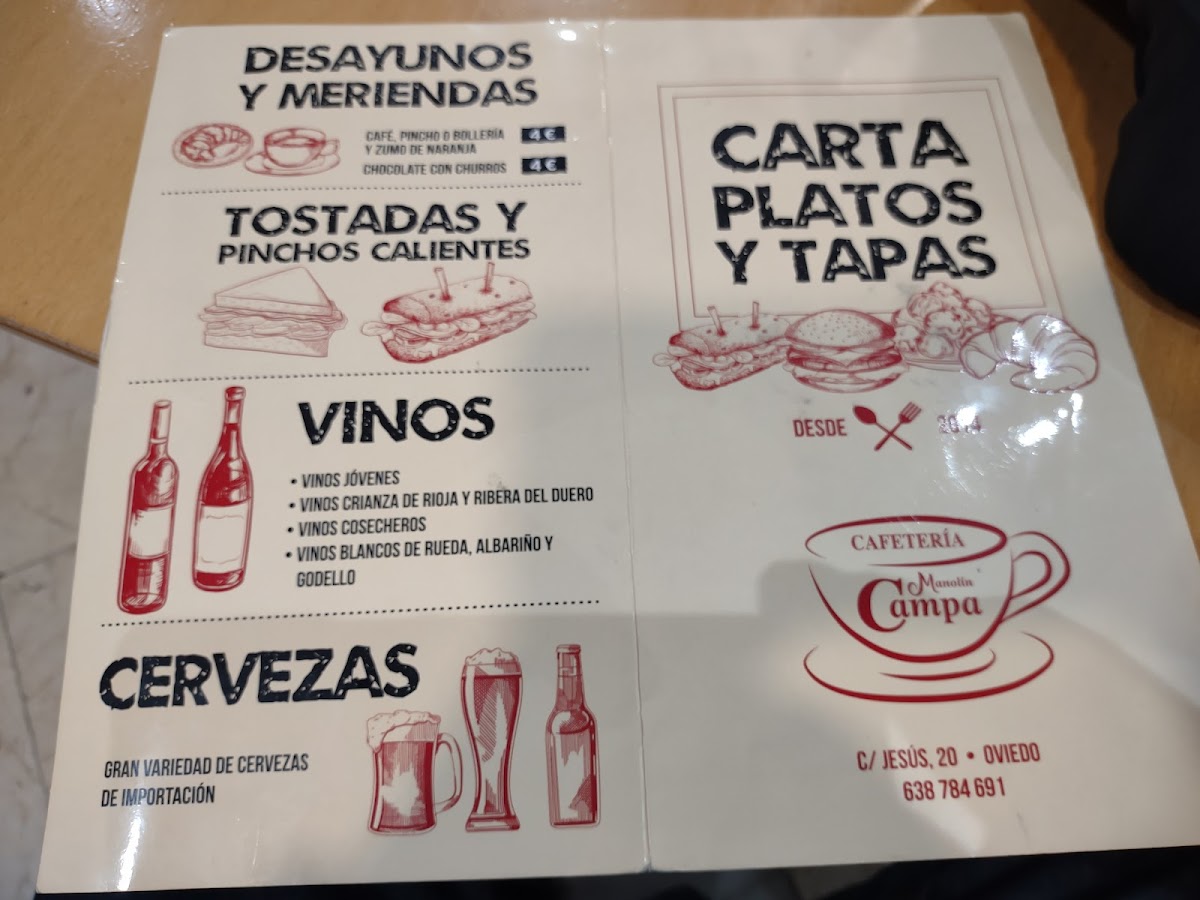 DESAYUNOS
Y MERIENDAS
CAFÉ, PINCHO O BOLLERÍA
Y ZUMO DE NARANJA
4€
CHOCOLATE CON CHURROS
4€
TOSTADAS Y
PINCHOS CALIENTES
VINOS
• VINOS JÓVENES
• VINOS CRIANZA DE RIOJA Y RIBERA DEL DUERO
• VINOS COSECHEROS
• VINOS BLANCOS DE RUEDA, ALBARIÑO Y
GODELLO
CERVEZAS
GRAN VARIEDAD DE CERVEZAS
DE IMPORTACIÓN
CARTA
PLATOS
Y TAPAS
DESDE
CAFETERÍA
Manolín
Campa
C/ JESÚS, 20 • OVIEDO
638 784 691